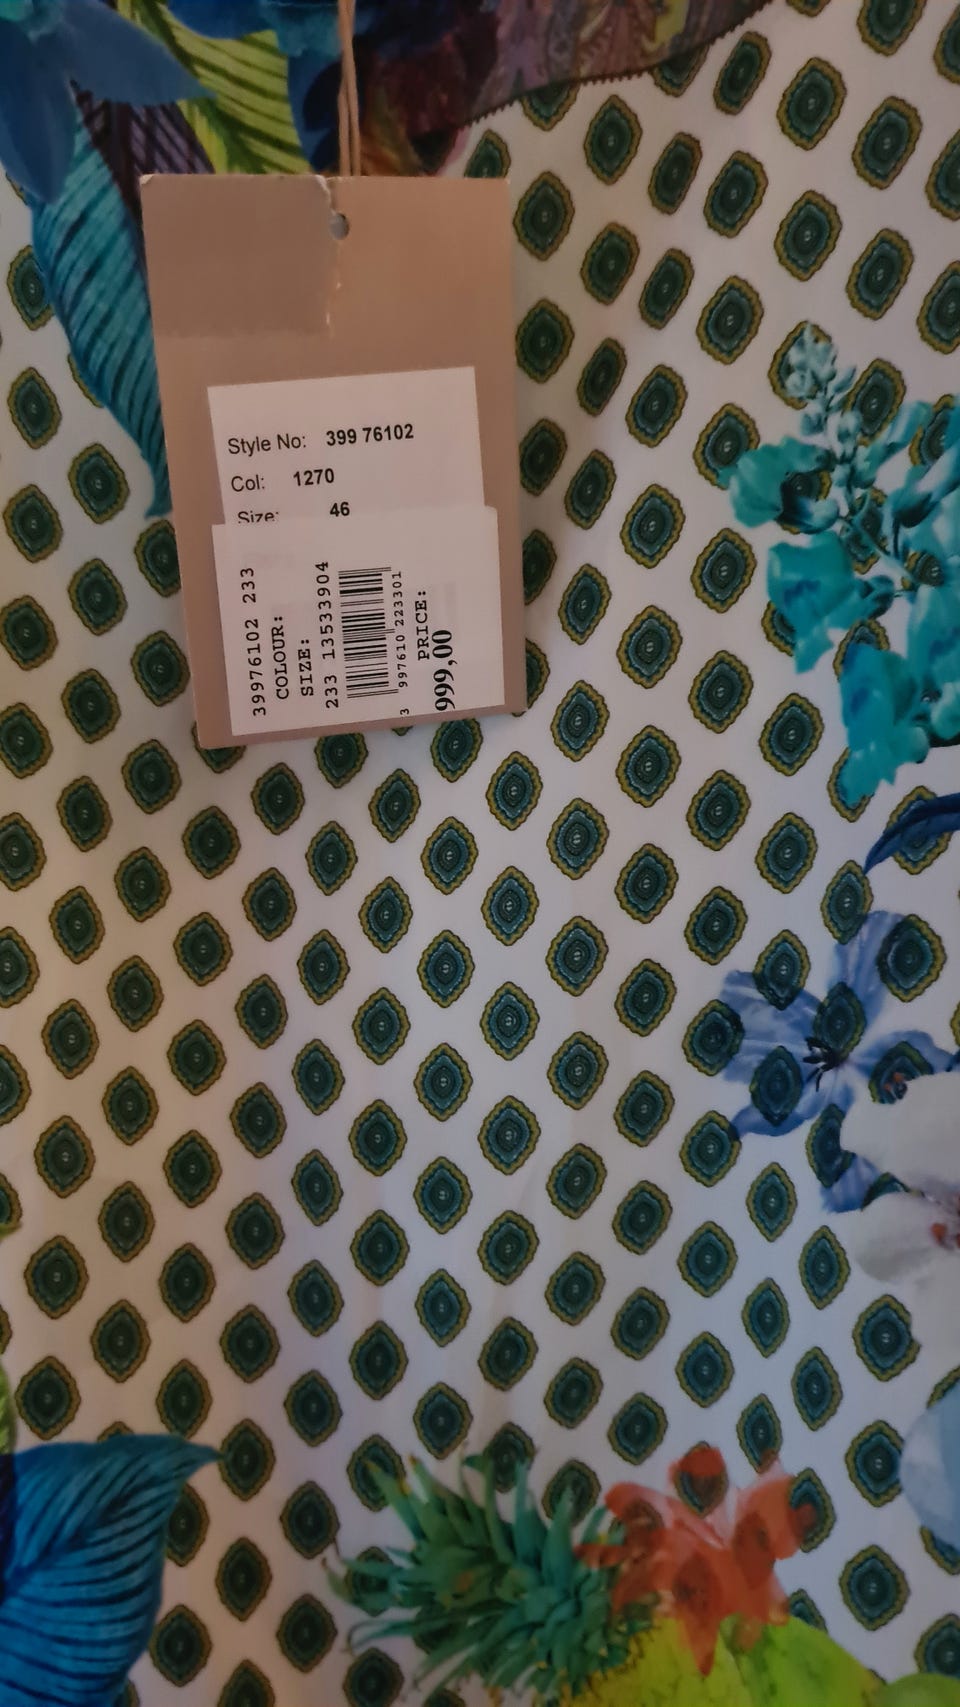 Style No: 399 76102
Col: 1270
Size: 46
39976102 233
COLOUR:
SIZE:
233 13533904
3 997610 223301
PRICE:
999,00